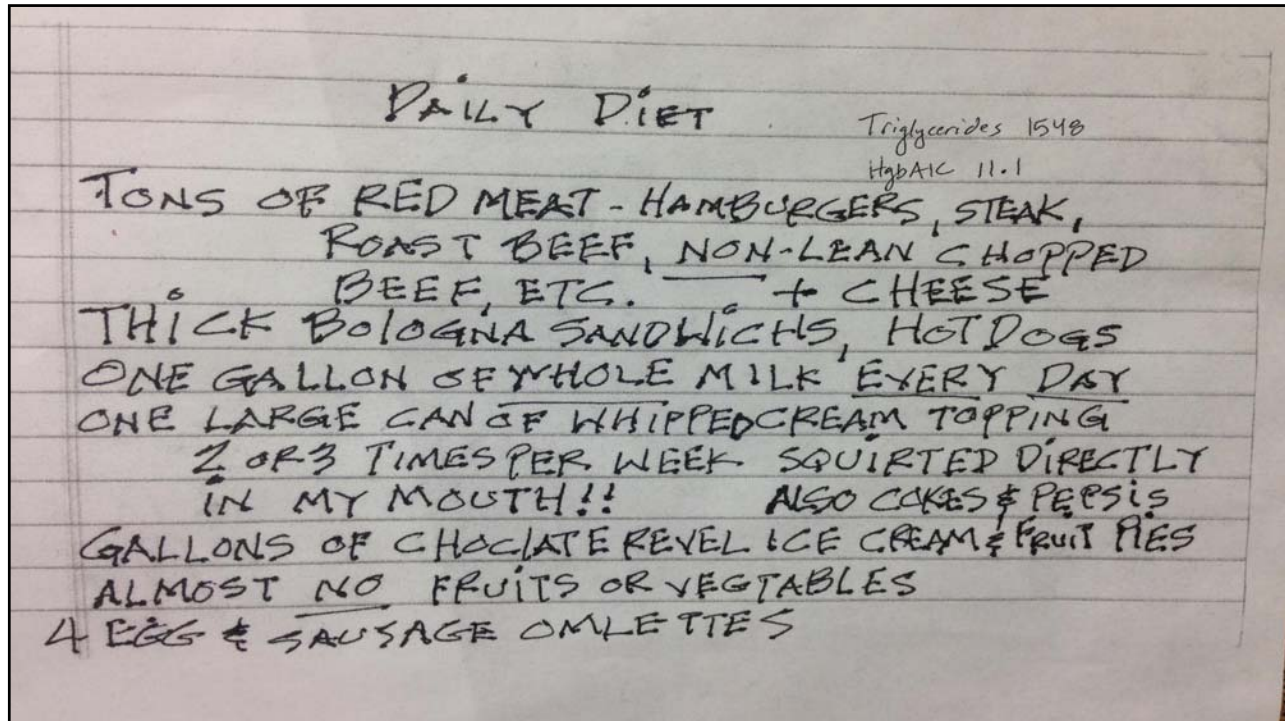 DAILY DIET
Triglycerides 1548
HgbA1C 11.1
TONS OF RED MEAT - HAMBURGERS, STEAK,
ROAST BEEF, NON-LEAN CHOPPED
BEEF, ETC. + CHEESE
THICK BOLOGNA SANDWICHS, HOT DOGS
ONE GALLON OF WHOLE MILK EVERY DAY
ONE LARGE CAN OF WHIPPED CREAM TOPPING
2 OR 3 TIMES PER WEEK SQUIRTED DIRECTLY
IN MY MOUTH!! ALSO COKES & PEPSIS
GALLONS OF CHOCLATE REVEL ICE CREAM & FRUIT PIES
ALMOST NO FRUITS OR VEGTABLES
4 EGG & SAUSAGE OMLETTES